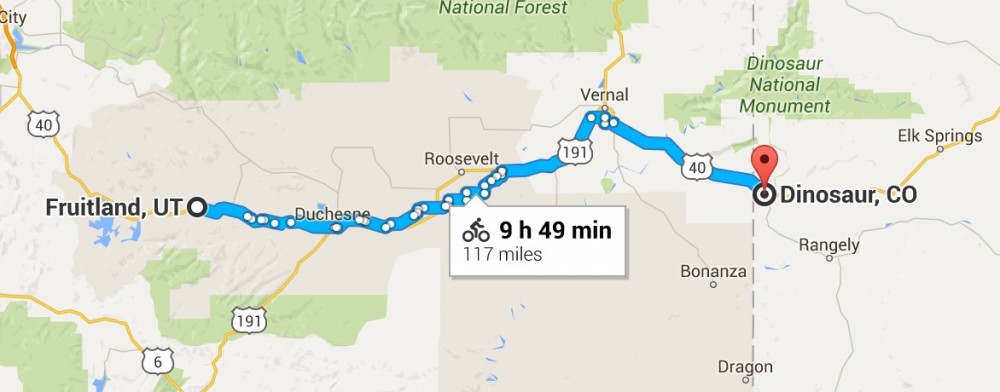 City
National Forest
40
Vernal
Dinosaur
National
Monument
Elk Springs
191
Roosevelt
40
Fruitland, UT
Duchesne
Dinosaur, CO
9 h 49 min
117 miles
Rangely
Bonanza
191
6
Dragon